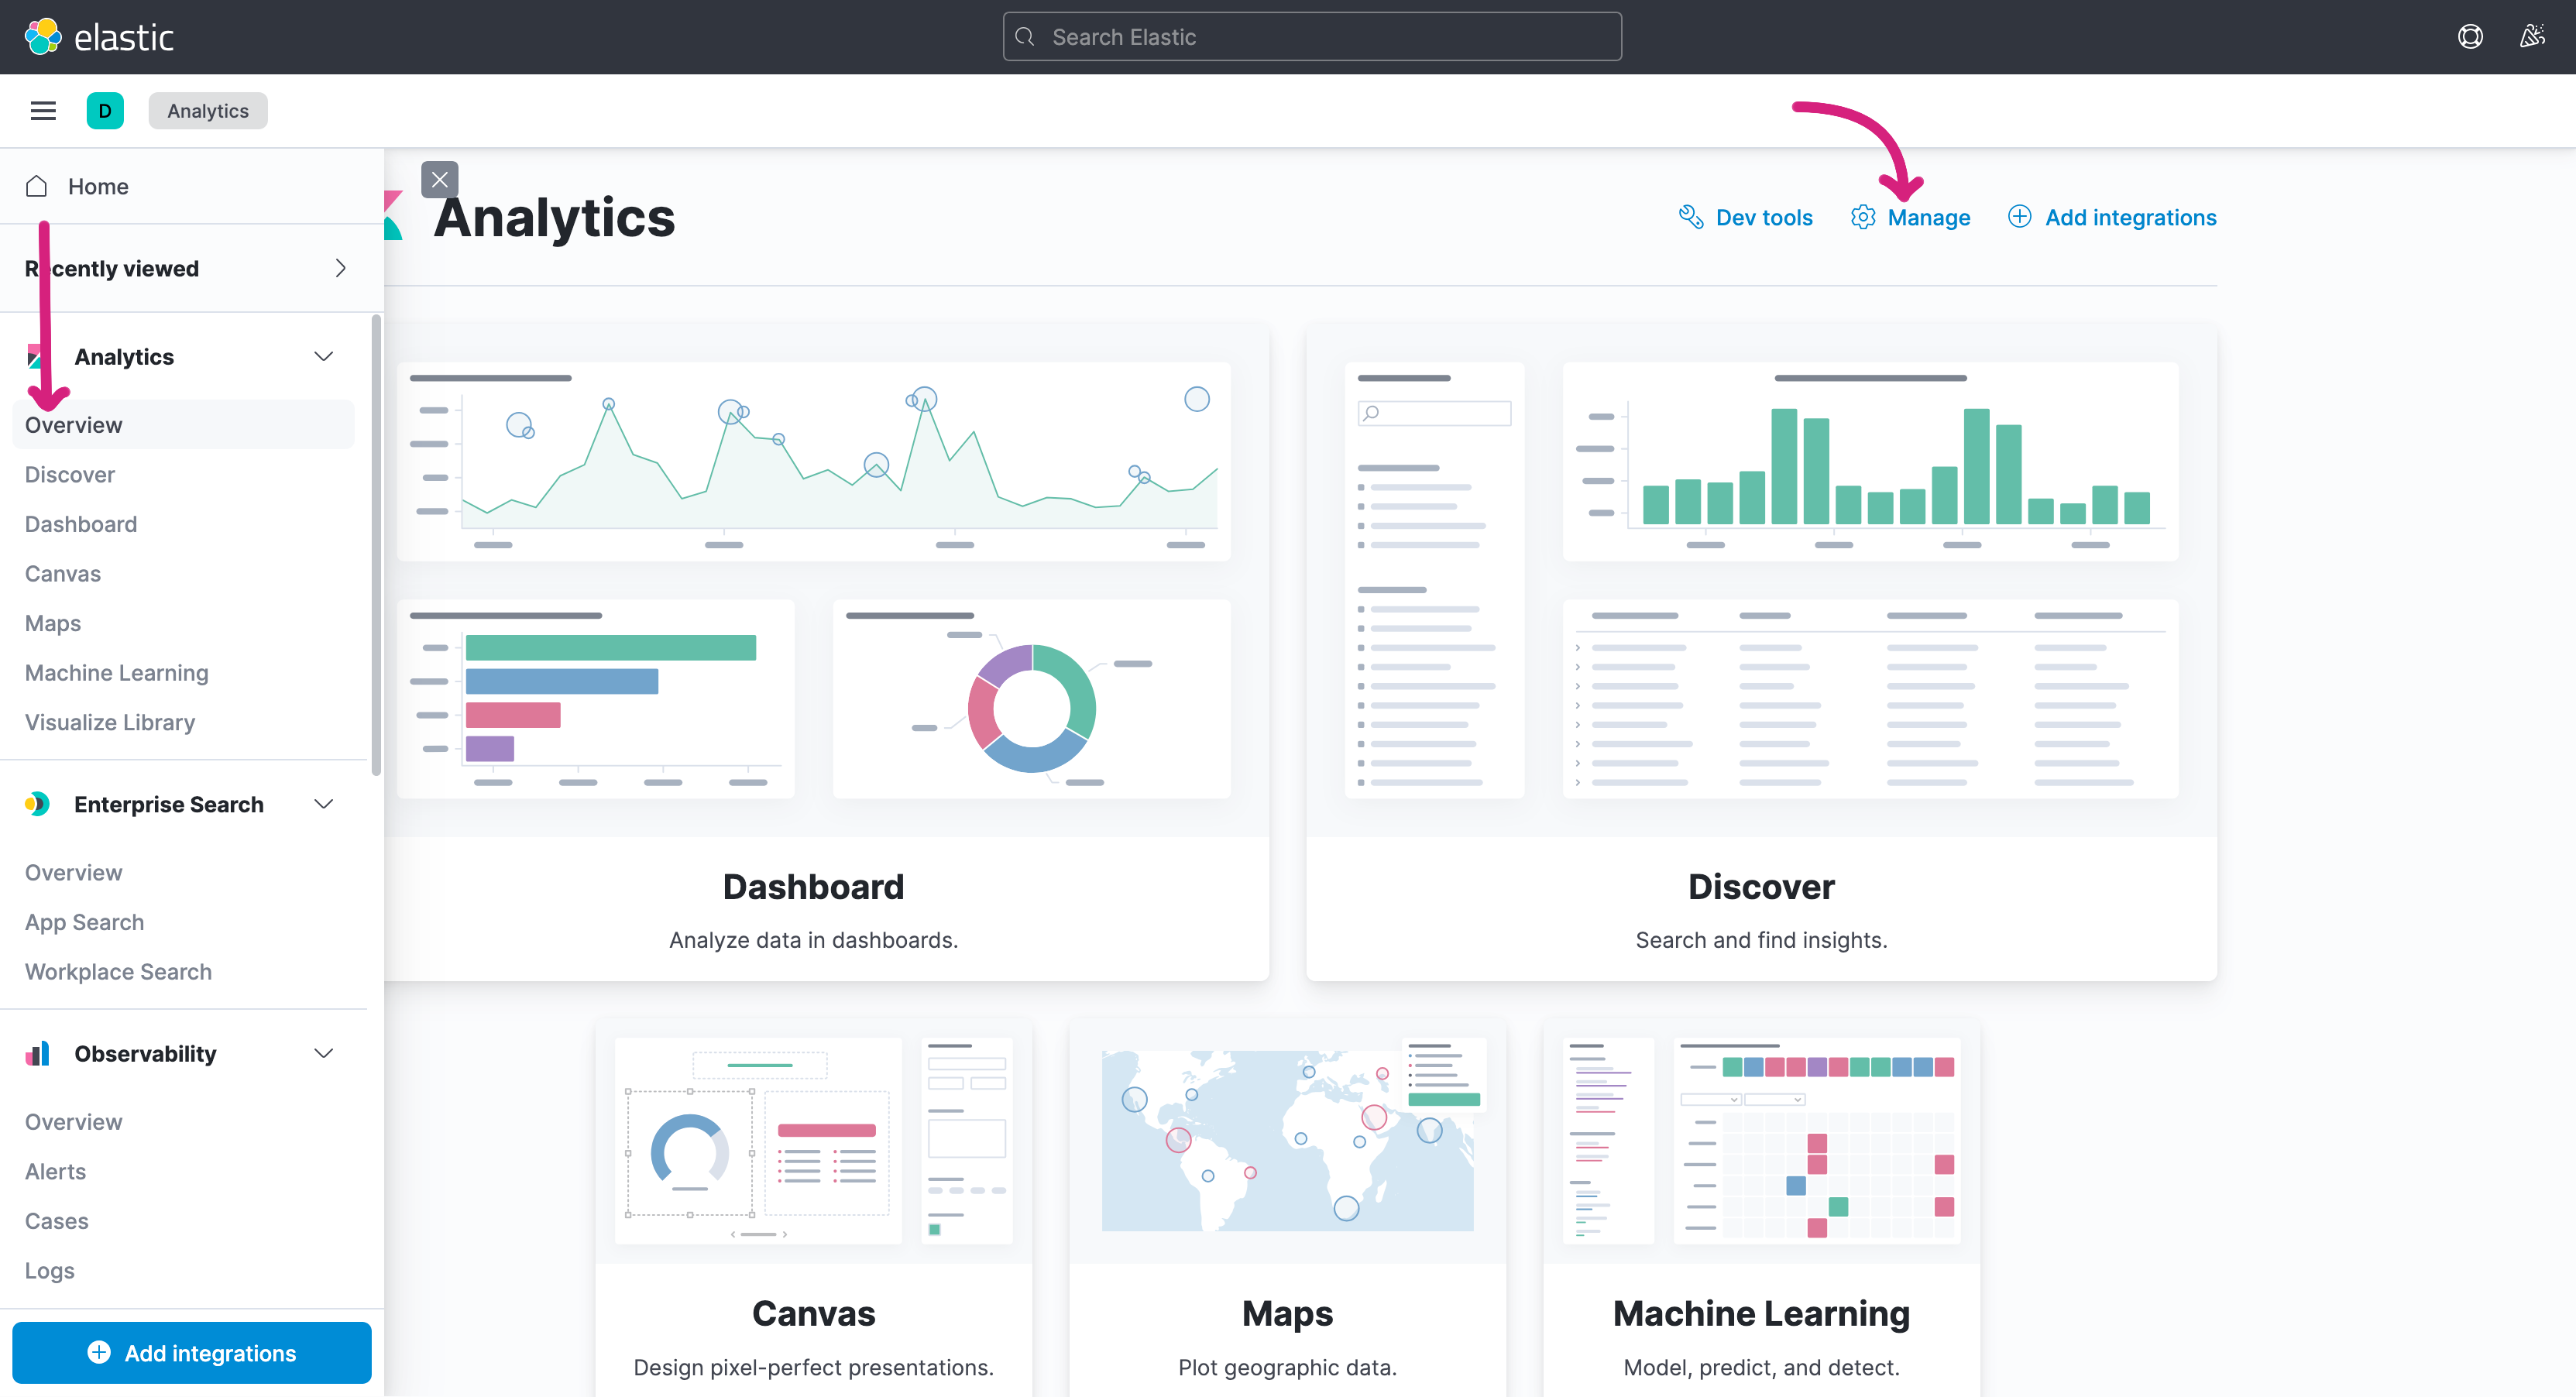 elastic
Search Elastic
D
Analytics
Home
Recently viewed
Analytics
Overview
Discover
Dashboard
Canvas
Maps
Machine Learning
Visualize Library
Enterprise Search
Overview
App Search
Workplace Search
Observability
Overview
Alerts
Cases
Logs
Add integrations
Analytics
Dev tools
Manage
Add integrations
Dashboard
Analyze data in dashboards.
Discover
Search and find insights.
Canvas
Design pixel-perfect presentations.
Maps
Plot geographic data.
Machine Learning
Model, predict, and detect.